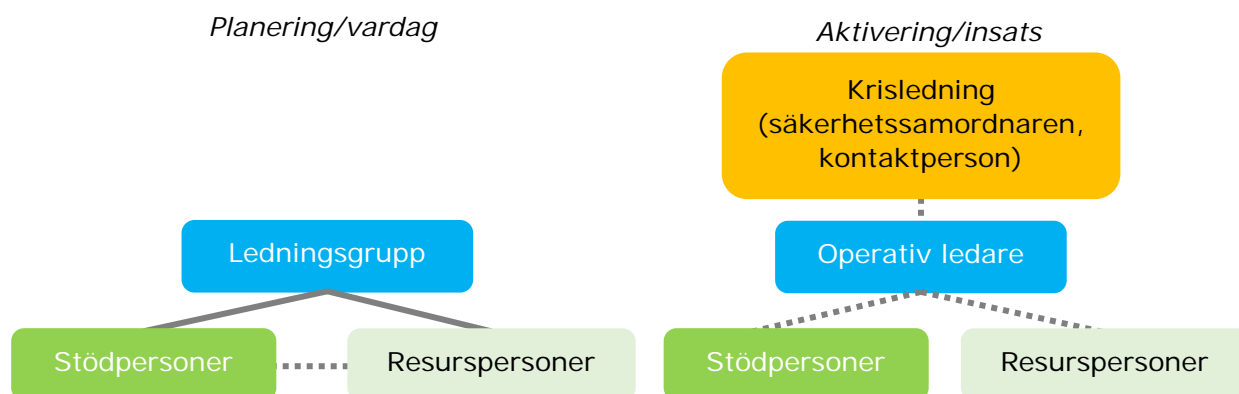 Planering/vardag
Aktivering/insats
Krisledning
(säkerhetssamordnaren,
kontaktperson)
Ledningsgrupp
Operativ ledare
Stödpersoner
Resurspersoner
Stödpersoner
Resurspersoner